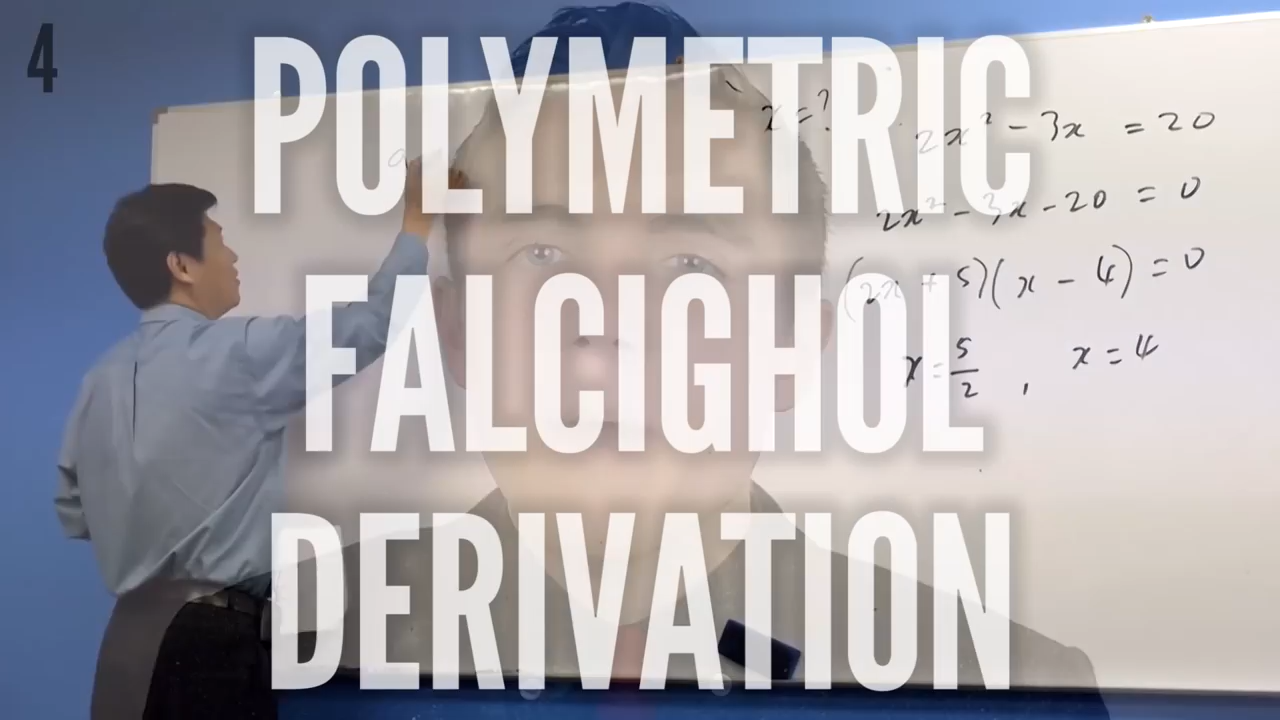 4
POLYMETRIC
FALCIGHOL
DERIVATION
x=?
2x² - 3x = 20
2x² - 3x - 20 = 0
(2x + 5)(x - 4) = 0
x = 5/2 , x = 4